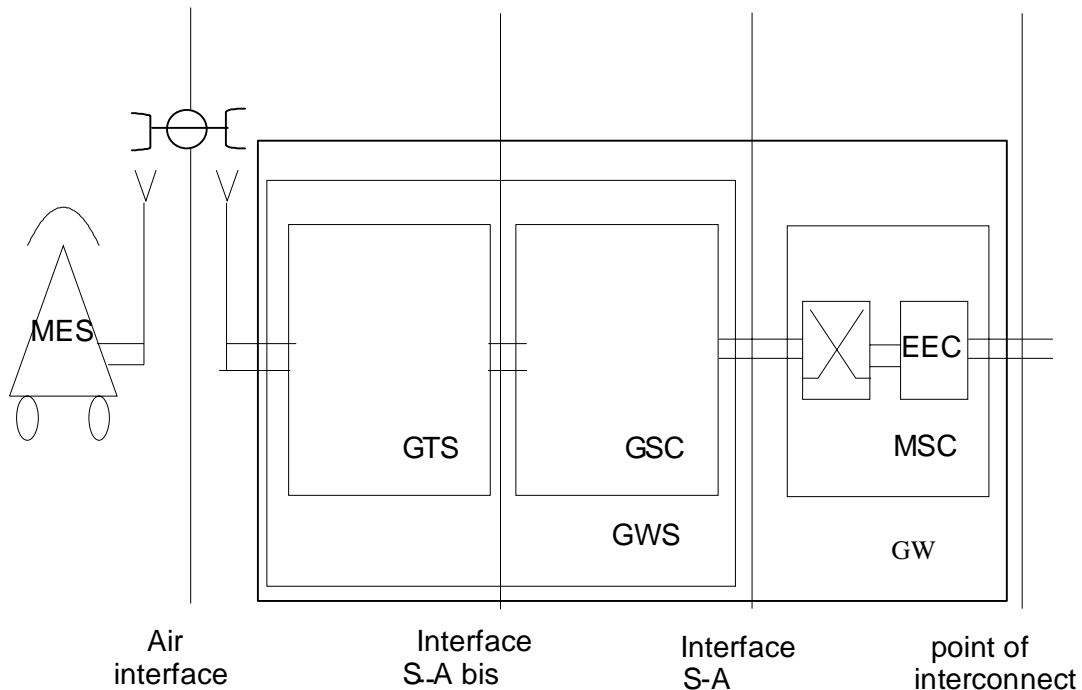 MES
EEC
GTS
GSC
MSC
GWS
GW
Air
interface
Interface
S-A bis
Interface
S-A
point of
interconnect